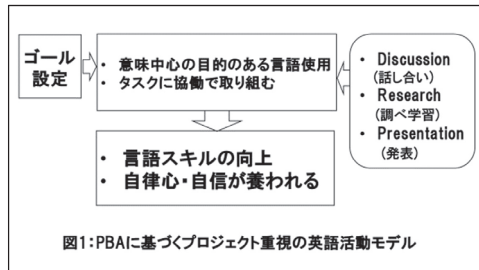 ゴール
設定
・ 意味中心の目的のある言語使用
・ タスクに協働で取り組む
• Discussion
(話し合い)
• Research
(調べ学習)
• Presentation
(発表)
・ 言語スキルの向上
・ 自律心・自信が養われる
図1:PBAに基づくプロジェクト重視の英語活動モデル